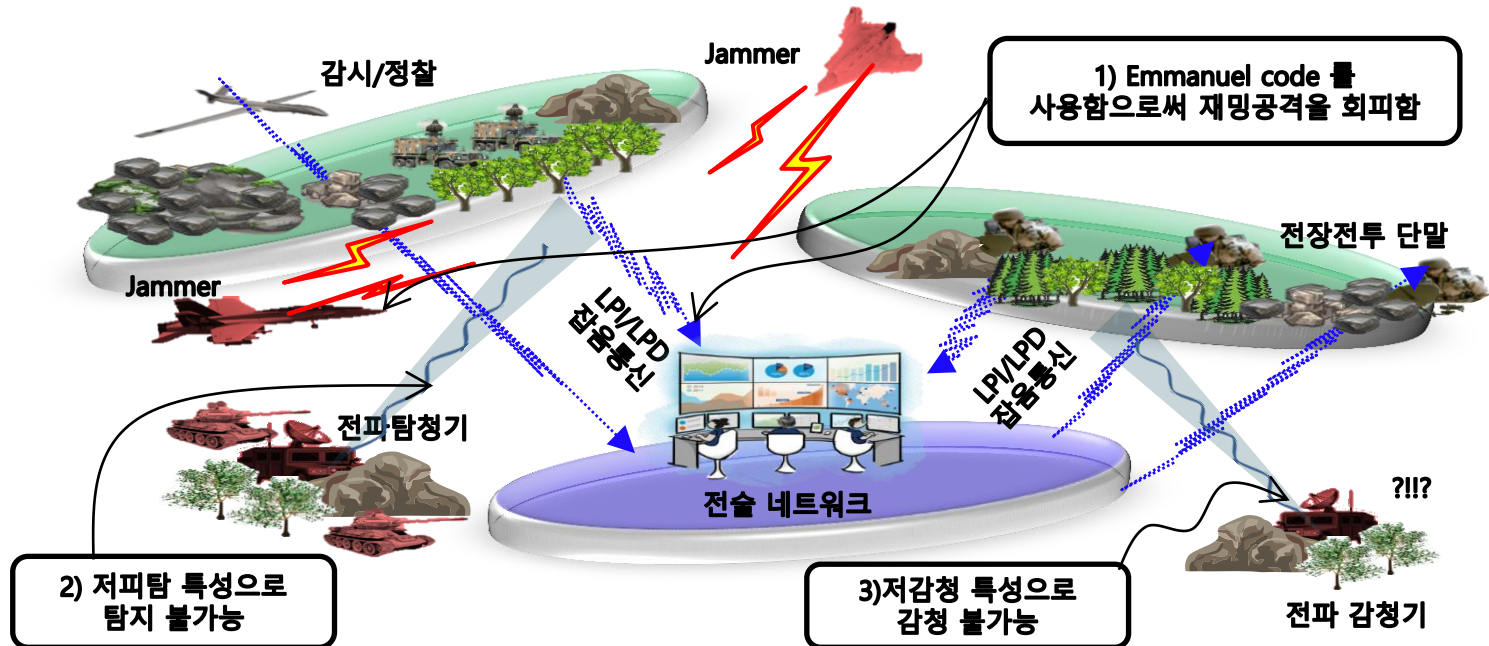 감시/정찰
Jammer
1) Emmanuel code 를
사용함으로써 재밍공격을 회피함
전장전투 단말
Jammer
LPI/LPD
잡음통신
LPI/LPD
잡음통신
전파탐청기
전술 네트워크
?!!?
2) 저피탐 특성으로
탐지 불가능
3)저감청 특성으로
감청 불가능
전파 감청기